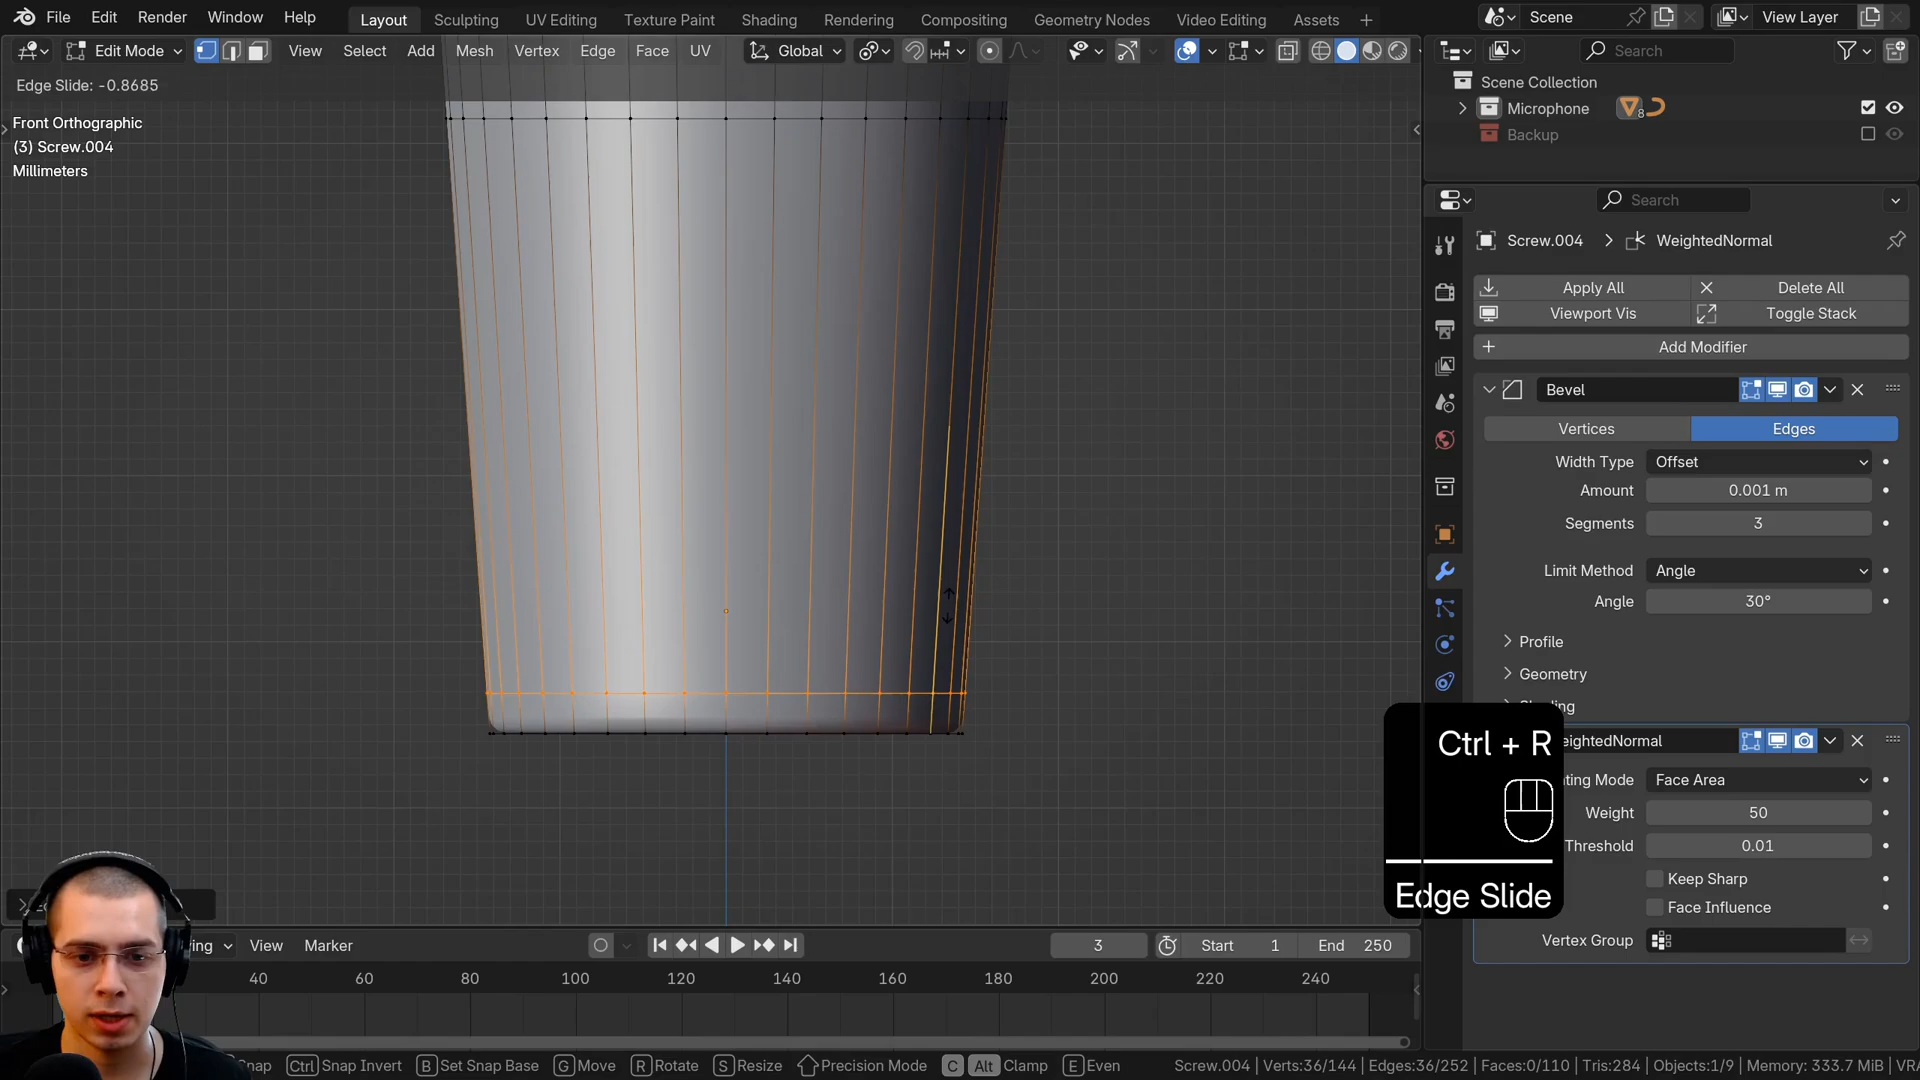 File Edit Render Window Help Layout Sculpting UV Editing Texture Paint Shading Rendering Compositing Geometry Nodes Video Editing Assets Scene View Layer
Edit Mode View Select Add Mesh Vertex Edge Face UV Global Search
Edge Slide: -0.8685
Front Orthographic
(3) Screw.004
Millimeters
Scene Collection
Microphone 8
Backup
Search
Screw.004 WeightedNormal
Apply All Delete All
Viewport Vis Toggle Stack
Add Modifier
Bevel
Vertices Edges
Width Type Offset
Amount 0.001 m
Segments 3
Limit Method Angle
Angle 30°
Profile
Geometry
eightedNormal
ting Mode Face Area
Weight 50
Threshold 0.01
Keep Sharp
Face Influence
Vertex Group
Ctrl + R
Edge Slide
ving View Marker 3 Start 1 End 250
40 60 80 100 120 140 160 180 200 220 240
nap Ctrl Snap Invert B Set Snap Base G Move R Rotate S Resize Precision Mode C Alt Clamp E Even Screw.004 | Verts:36/144 | Edges:36/252 | Faces:0/110 | Tris:284 | Objects:1/9 | Memory: 333.7 MiB | VRA